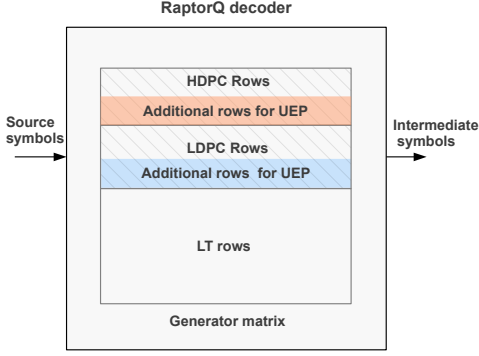 RaptorQ decoder
HDPC Rows
Additional rows for UEP
LDPC Rows
Additional rows for UEP
LT rows
Generator matrix
Source
symbols
Intermediate
symbols